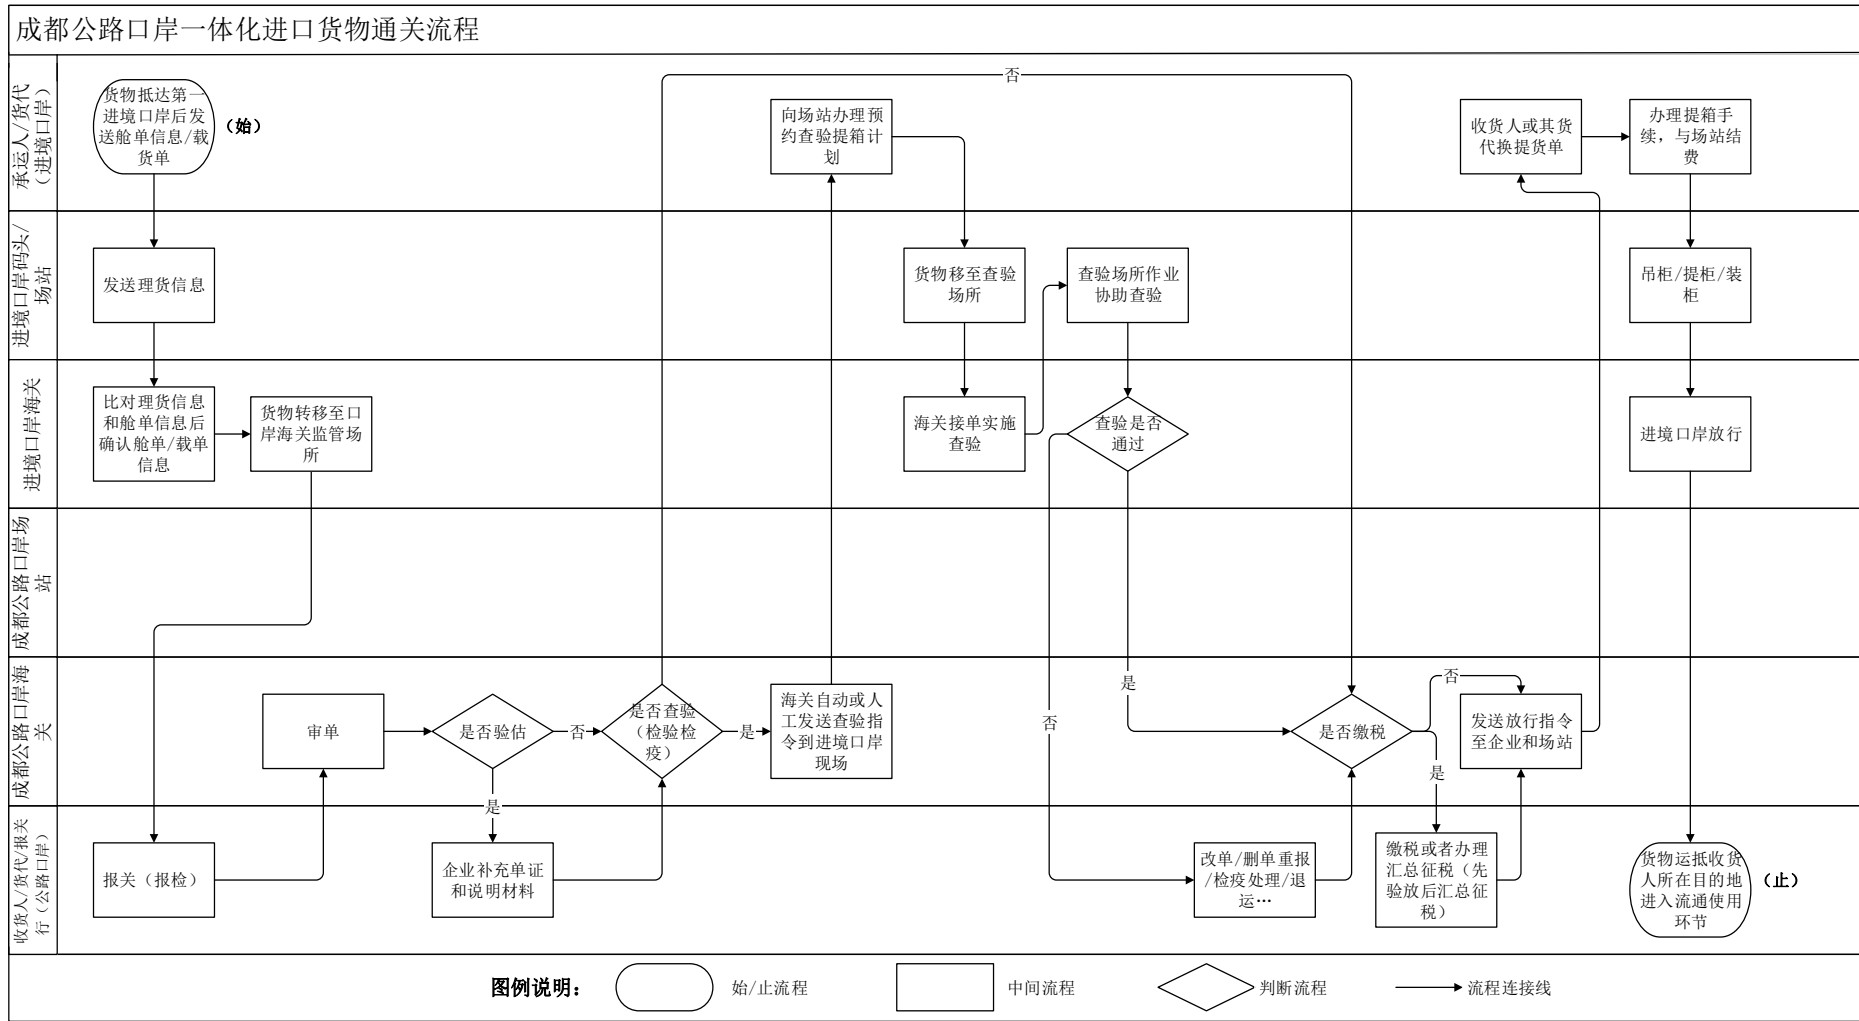 成都公路口岸一体化进口货物通关流程
承运人/货代
（进境口岸）
货物抵达第一
进境口岸后发
送舱单信息/载
货单
（始）
否
向场站办理预
约查验提箱计
划
收货人或其货
代换提货单
办理提箱手
续，与场站结
费
进境口岸码头/
场站
发送理货信息
货物移至查验
场所
查验场所作业
协助查验
吊柜/提柜/装
柜
进境口岸海关
比对理货信息
和舱单信息后
确认舱单/载单
信息
货物转移至口
岸海关监管场
所
海关接单实施
查验
查验是否
通过
进境口岸放行
成都公路口岸场
站
成都公路口岸海
关
审单
是否验估
否
是
是否查验
（检验检
疫）
是
海关自动或人
工发送查验指
令到进境口岸
现场
否
是
是否缴税
否
是
发送放行指令
至企业和场站
收货人/货代/报关
行（公路口岸）
报关（报检）
企业补充单证
和说明材料
改单/删单重报
/检疫处理/退
运…
缴税或者办理
汇总征税（先
验放后汇总征
税）
货物运抵收货
人所在目的地
进入流通使用
环节
（止）
图例说明：
始/止流程
中间流程
判断流程
流程连接线